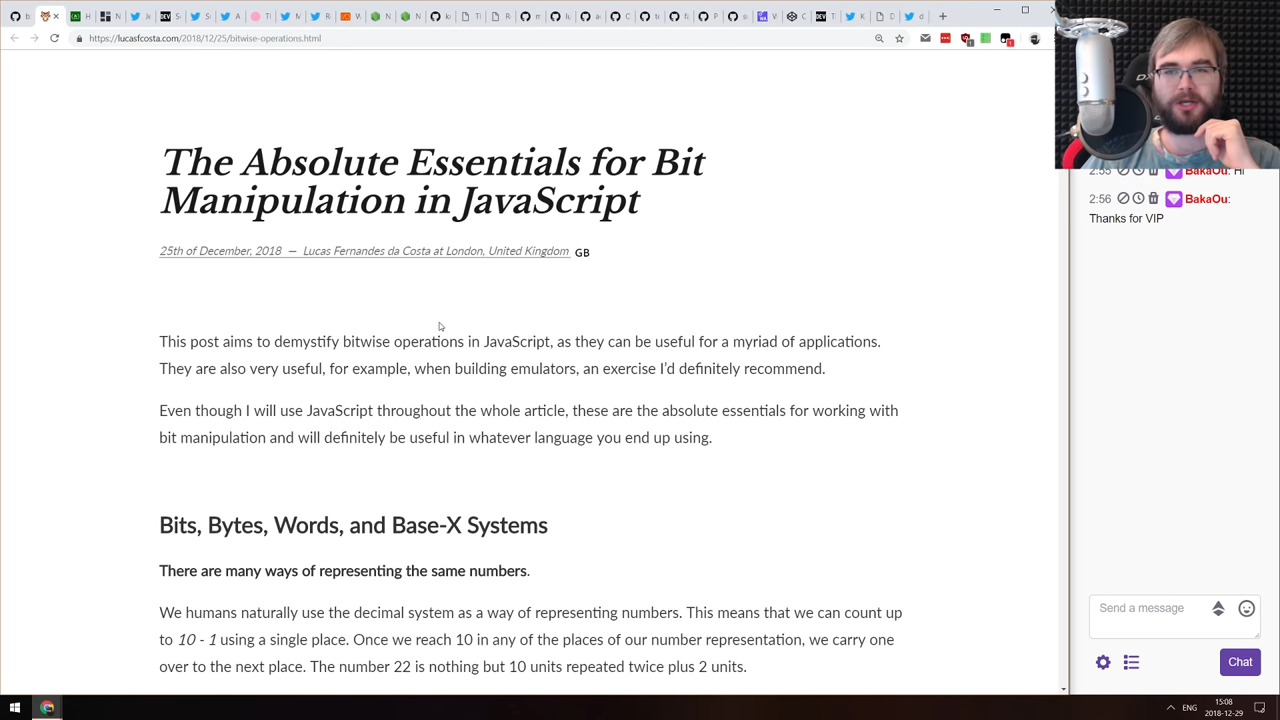 https://lucasfcosta.com/2018/12/25/bitwise-operations.html
The Absolute Essentials for Bit
Manipulation in JavaScript
25th of December, 2018 — Lucas Fernandes da Costa at London, United Kingdom GB
This post aims to demystify bitwise operations in JavaScript, as they can be useful for a myriad of applications.
They are also very useful, for example, when building emulators, an exercise I'd definitely recommend.
Even though I will use JavaScript throughout the whole article, these are the absolute essentials for working with
bit manipulation and will definitely be useful in whatever language you end up using.
Bits, Bytes, Words, and Base-X Systems
There are many ways of representing the same numbers.
We humans naturally use the decimal system as a way of representing numbers. This means that we can count up
to 10 - 1 using a single place. Once we reach 10 in any of the places of our number representation, we carry one
over to the next place. The number 22 is nothing but 10 units repeated twice plus 2 units.
2:55 BakaOu: Hi
2:56 BakaOu:
Thanks for VIP
Send a message
Chat
ENG
15:08
2018-12-29